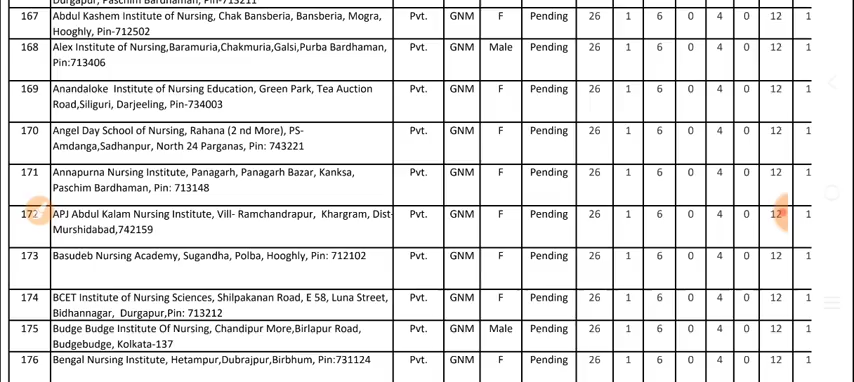 Durgapur, Paschim Bardhaman, Pin-713211
167 Abdul Kashem Institute of Nursing, Chak Bansberia, Bansberia, Mogra, Pvt. GNM F Pending 26 1 6 0 4 0 12 1
Hooghly, Pin-712502
168 Alex Institute of Nursing,Baramuria,Chakmuria,Galsi,Purba Bardhaman, Pvt. GNM Male Pending 26 1 6 0 4 0 12 1
Pin:713406
169 Anandaloke Institute of Nursing Education, Green Park, Tea Auction Pvt. GNM F Pending 26 1 6 0 4 0 12 1
Road,Siliguri, Darjeeling, Pin-734003
170 Angel Day School of Nursing, Rahana (2 nd More), PS- Pvt. GNM F Pending 26 1 6 0 4 0 12 1
Amdanga,Sadhanpur, North 24 Parganas, Pin: 743221
171 Annapurna Nursing Institute, Panagarh, Panagarh Bazar, Kanksa, Pvt. GNM F Pending 26 1 6 0 4 0 12 1
Paschim Bardhaman, Pin: 713148
172 APJ Abdul Kalam Nursing Institute, Vill- Ramchandrapur, Khargram, Dist- Pvt. GNM F Pending 26 1 6 0 4 0 12 1
Murshidabad,742159
173 Basudeb Nursing Academy, Sugandha, Polba, Hooghly, Pin: 712102 Pvt. GNM F Pending 26 1 6 0 4 0 12 1
174 BCET Institute of Nursing Sciences, Shilpakanan Road, E 58, Luna Street, Pvt. GNM F Pending 26 1 6 0 4 0 12 1
Bidhannagar, Durgapur,Pin: 713212
175 Budge Budge Institute Of Nursing, Chandipur More,Birlapur Road, Pvt. GNM Male Pending 26 1 6 0 4 0 12 1
Budgebudge, Kolkata-137
176 Bengal Nursing Institute, Hetampur,Dubrajpur,Birbhum, Pin:731124 Pvt. GNM F Pending 26 1 6 0 4 0 12 1